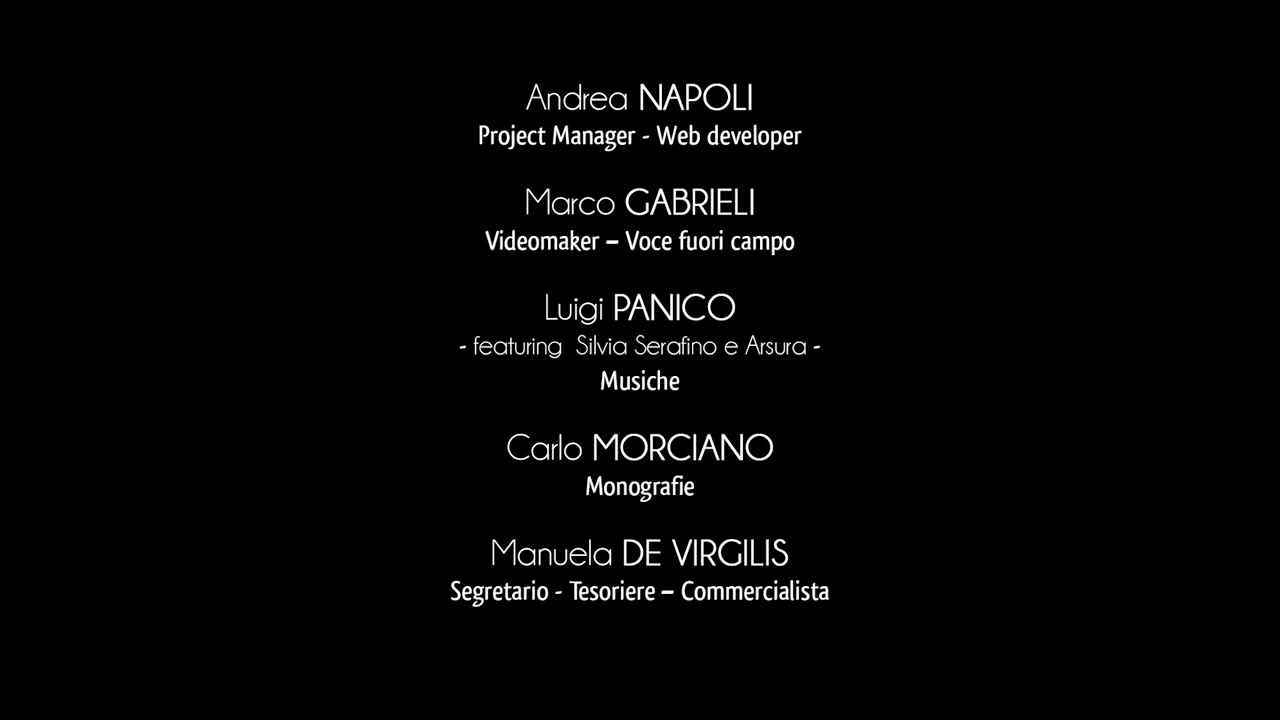 Andrea NAPOLI
Project Manager - Web developer
Marco GABRIELI
Videomaker – Voce fuori campo
Luigi PANICO
- featuring Silvia Serafino e Arsura -
Musiche
Carlo MORCIANO
Monografie
Manuela DE VIRGILIS
Segretario - Tesoriere – Commercialista